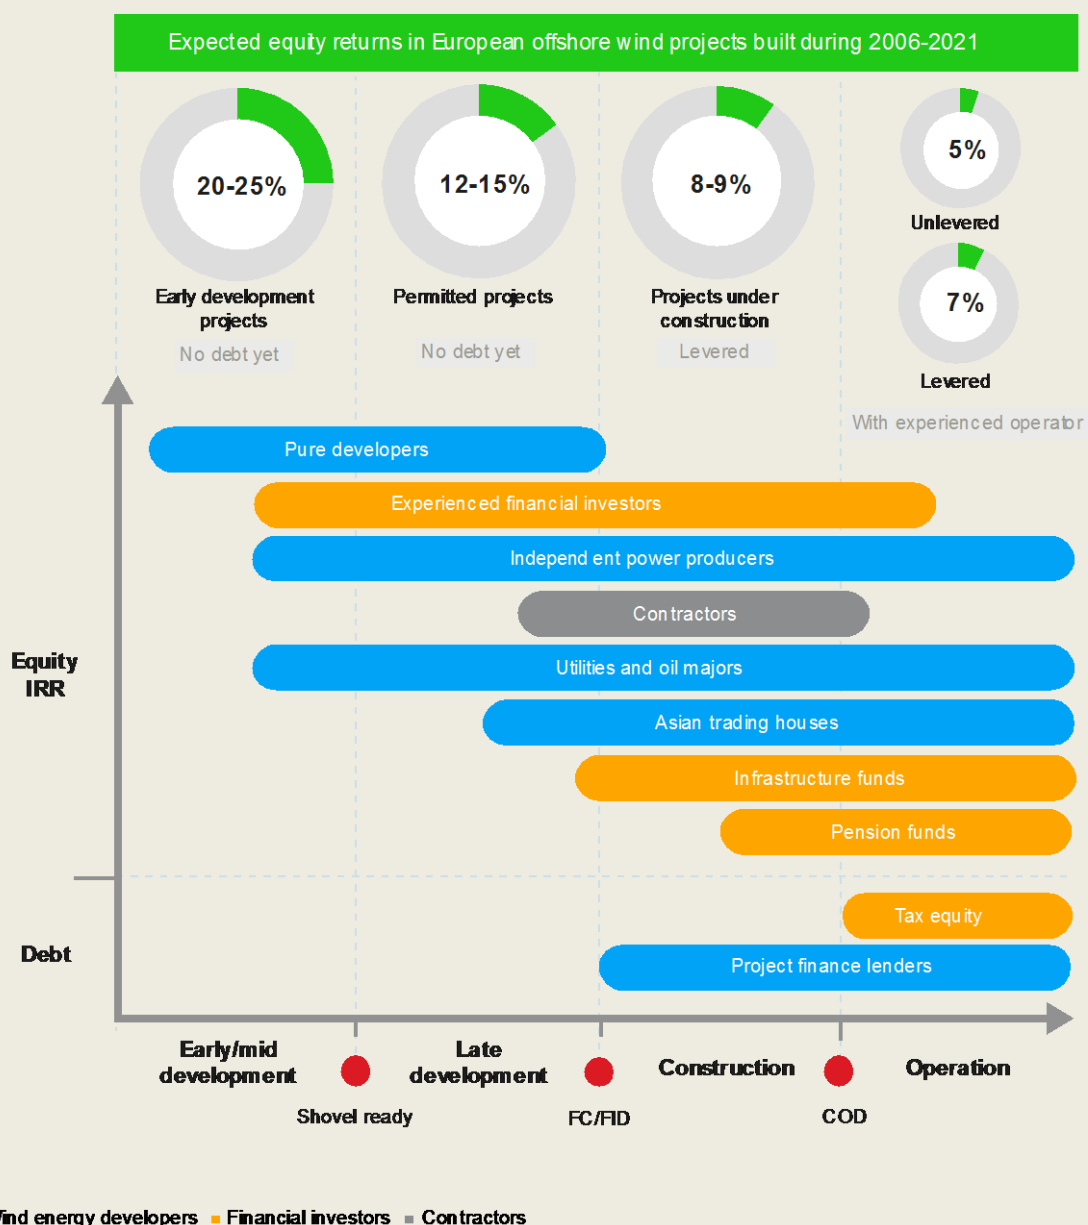 Expected equity returns in European offshore wind projects built during 2006-2021
20-25%
12-15%
8-9%
5%
Unlevered
7%
Levered
With experienced operator
Early development
projects
No debt yet
Permitted projects
No debt yet
Projects under
construction
Levered
Pure developers
Experienced financial investors
Independ ent power producers
Contractors
Utilities and oil majors
Asian trading houses
Infrastructure funds
Pension funds
Equity
IRR
Tax equity
Project finance lenders
Debt
Early/mid
development
Late
development
Construction
Operation
Shovel ready
FC/FID
COD
energy developers
Financial investors
Contractors